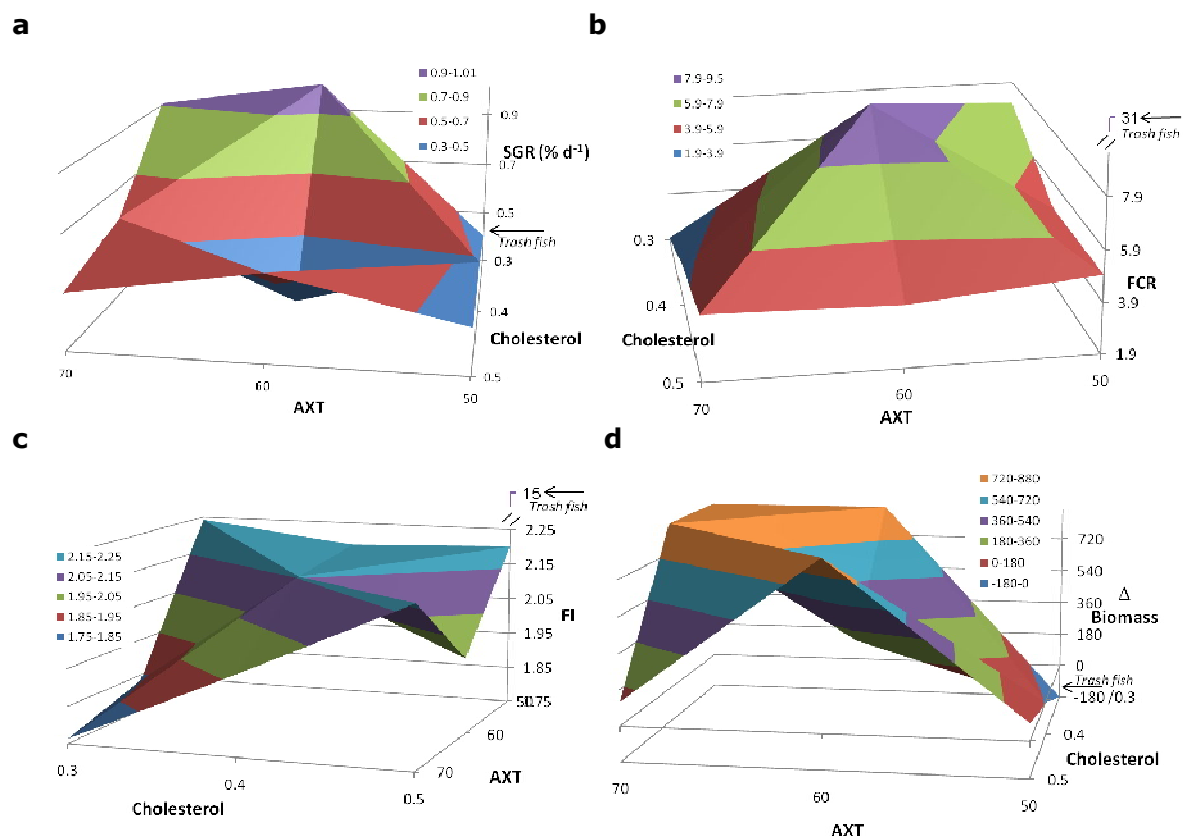 a
0.9-1.01
0.7-0.9
0.5-0.7
0.3-0.5
0.9
SGR (% d-1)
0.7
0.5
Trash fish
0.3
0.4
Cholesterol
0.5
70
60
50
AXT
b
7.9-9.5
5.9-7.9
3.9-5.9
1.9-3.9
31
Trash fish
7.9
5.9
FCR
3.9
1.9
0.3
0.4
Cholesterol
0.5
70
60
50
AXT
c
2.15-2.25
2.05-2.15
1.95-2.05
1.85-1.95
1.75-1.85
15
Trash fish
2.25
2.15
2.05
FI
1.95
1.85
1.75
60
70
AXT
0.3
0.4
0.5
Cholesterol
d
720-880
540-720
360-540
180-360
0-180
-180-0
720
540
Δ
360
Biomass
180
0
Trash fish
-180 /0.3
0.4
Cholesterol
0.5
70
60
50
AXT